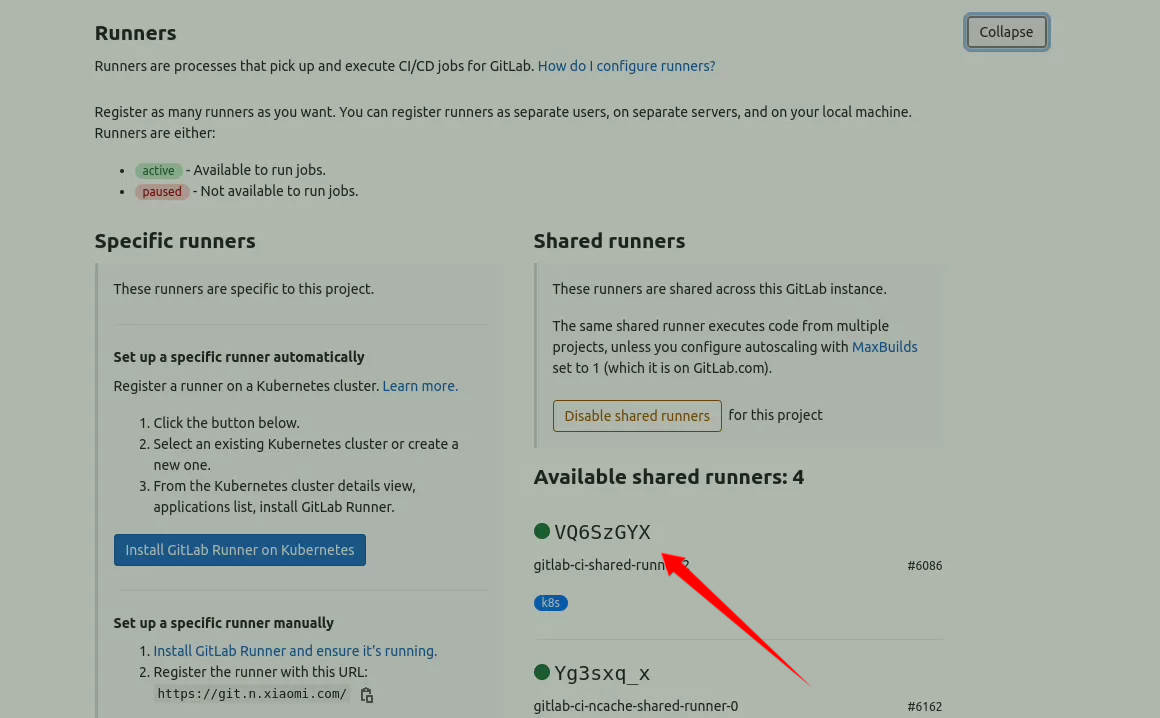 Runners
Collapse
Runners are processes that pick up and execute CI/CD jobs for GitLab. How do I configure runners?
Register as many runners as you want. You can register runners as separate users, on separate servers, and on your local machine.
Runners are either:
• active - Available to run jobs.
• paused - Not available to run jobs.
Specific runners
These runners are specific to this project.
Set up a specific runner automatically
Register a runner on a Kubernetes cluster. Learn more.
1. Click the button below.
2. Select an existing Kubernetes cluster or create a
new one.
3. From the Kubernetes cluster details view,
applications list, install GitLab Runner.
Install GitLab Runner on Kubernetes
Set up a specific runner manually
1. Install GitLab Runner and ensure it's running.
2. Register the runner with this URL:
https://git.n.xiaomi.com/
Shared runners
These runners are shared across this GitLab instance.
The same shared runner executes code from multiple
projects, unless you configure autoscaling with MaxBuilds
set to 1 (which it is on GitLab.com).
Disable shared runners for this project
Available shared runners: 4
VQ6SzGYX
#6086
k8s
Yg3sxq_x
gitlab-ci-ncache-shared-runner-0 #6162